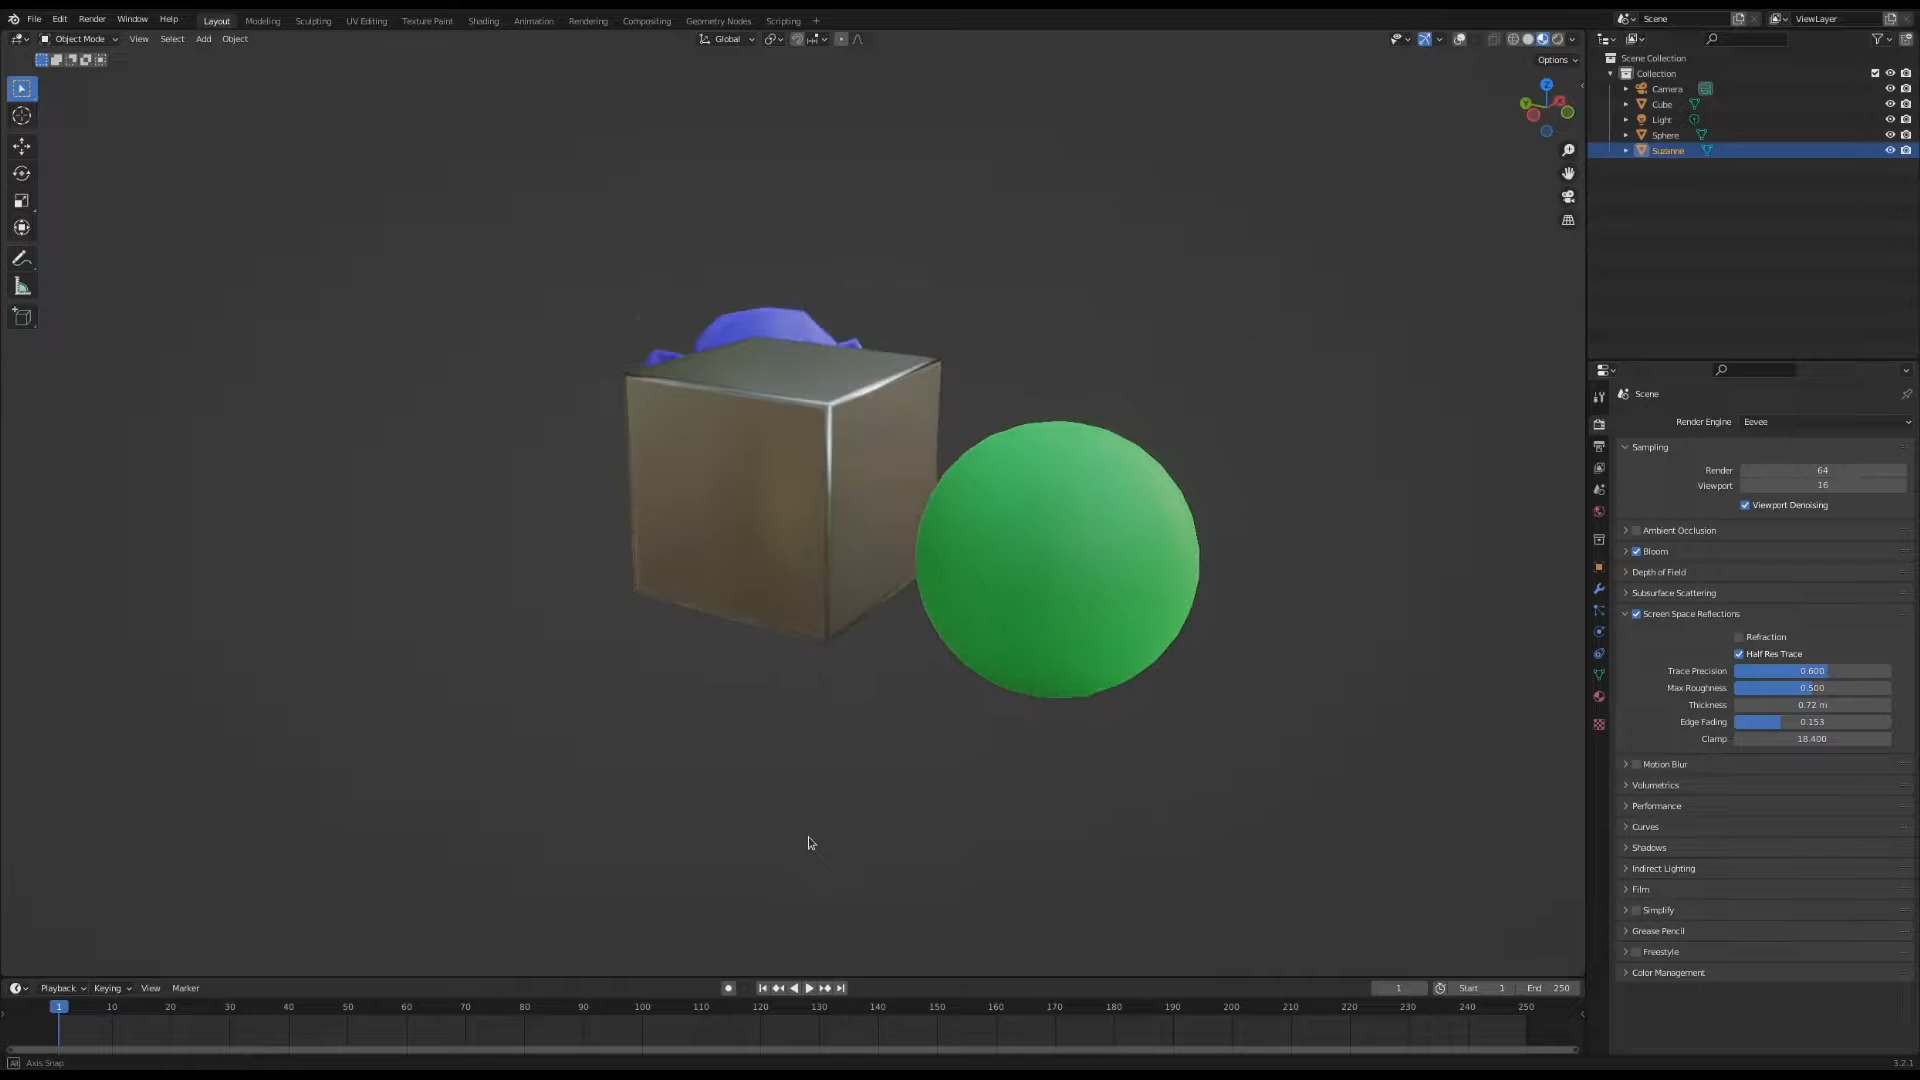 File Edit Render Window Help Layout Modeling Sculpting UV Editing Texture Paint Shading Animation Rendering Compositing Geometry Nodes Scripting + Scene ViewLayer
Object Mode View Select Add Object Global
Options
Scene Collection
Collection
Camera
Cube
Light
Sphere
Suzanne
Z
Y
X
Scene
Render Engine Eevee
Sampling
Render 64
Viewport 16
Viewport Denoising
Ambient Occlusion
Bloom
Depth of Field
Subsurface Scattering
Screen Space Reflections
Refraction
Half Res Trace
Trace Precision 0.600
Max Roughness 0.500
Thickness 0.72 m
Edge Fading 0.153
Clamp 18.400
Motion Blur
Volumetrics
Performance
Curves
Shadows
Indirect Lighting
Film
Simplify
Grease Pencil
Freestyle
Color Management
Playback Keying View Marker 1 Start 1 End 250
1 10 20 30 40 50 60 70 80 90 100 110 120 130 140 150 160 170 180 190 200 210 220 230 240 250
Alt Axis Snap 3.2.1